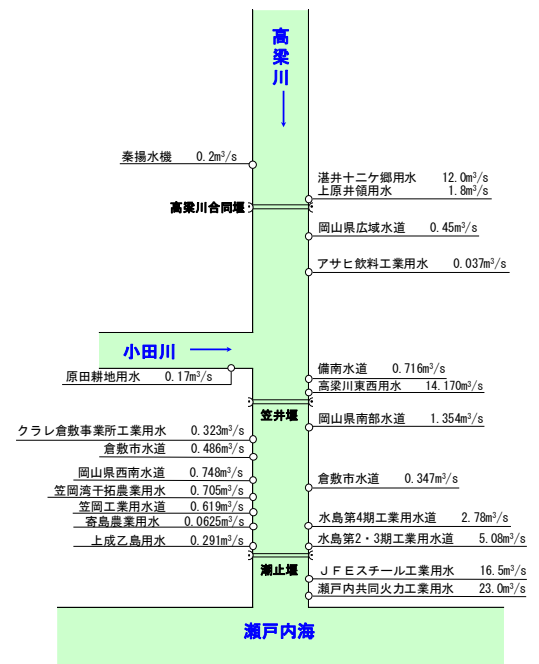 高梁川
秦揚水機 0.2m³/s
湛井十二ケ郷用水 12.0m³/s
上原井領用水 1.8m³/s
高梁川合同堰
岡山県広域水道 0.45m³/s
アサヒ飲料工業用水 0.037m³/s
小田川
原田耕地用水 0.17m³/s
備南水道 0.716m³/s
高梁川東西用水 14.170m³/s
笠井堰
岡山県南部水道 1.354m³/s
クラレ倉敷事業所工業用水 0.323m³/s
倉敷市水道 0.486m³/s
岡山県西南水道 0.748m³/s
倉敷市水道 0.347m³/s
笠岡湾干拓農業用水 0.705m³/s
笠岡工業用水道 0.619m³/s
寄島農業用水 0.0625m³/s
水島第4期工業用水道 2.78m³/s
上成乙島用水 0.291m³/s
水島第2・3期工業用水道 5.08m³/s
潮止堰
JFEスチール工業用水 16.5m³/s
瀬戸内共同火力工業用水 23.0m³/s
瀬戸内海